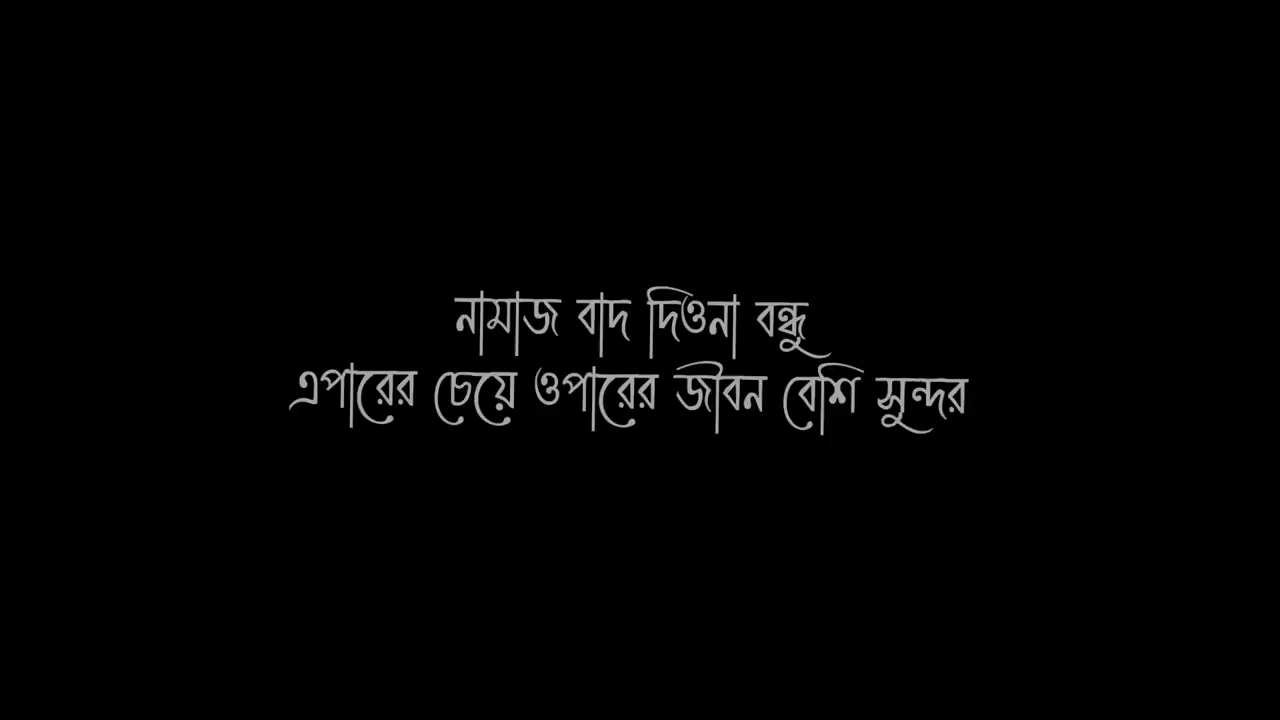 নামাজ বাদ দিওনা বন্ধু
এপারের চেয়ে ওপারের জীবন বেশি সুন্দর